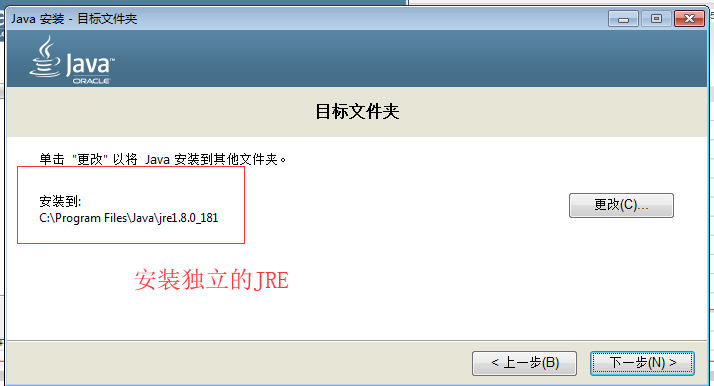 Java 安装 - 目标文件夹
Java
ORACLE
目标文件夹
单击 "更改" 以将 Java 安装到其他文件夹。
安装到:
C:\Program Files\Java\jre1.8.0_181
更改(C)...
安装独立的JRE
< 上一步(B)
下一步(N) >